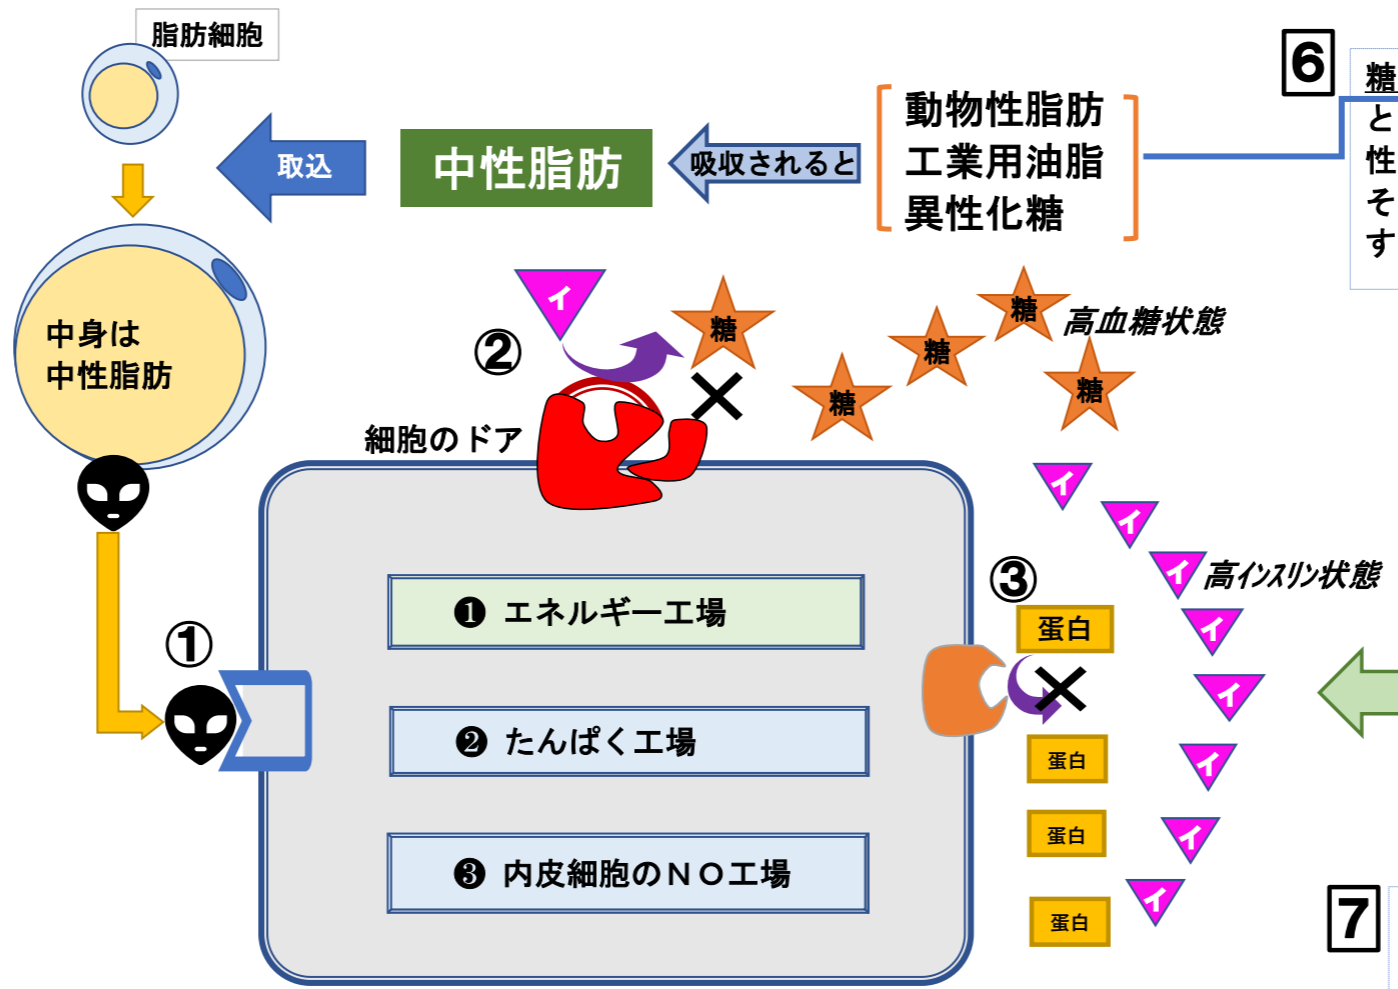 脂肪細胞
6
糖
と
性
そ
す
動物性脂肪
工業用油脂
異性化糖
吸収されると
中性脂肪
取込
中身は
中性脂肪
イ
②
糖
糖
糖
糖
糖
高血糖状態
細胞のドア
イ
イ
イ
高インスリン状態
イ
イ
イ
イ
イ
①
❶ エネルギー工場
❷ たんぱく工場
❸ 内皮細胞のNO工場
③
蛋白
蛋白
蛋白
蛋白
7